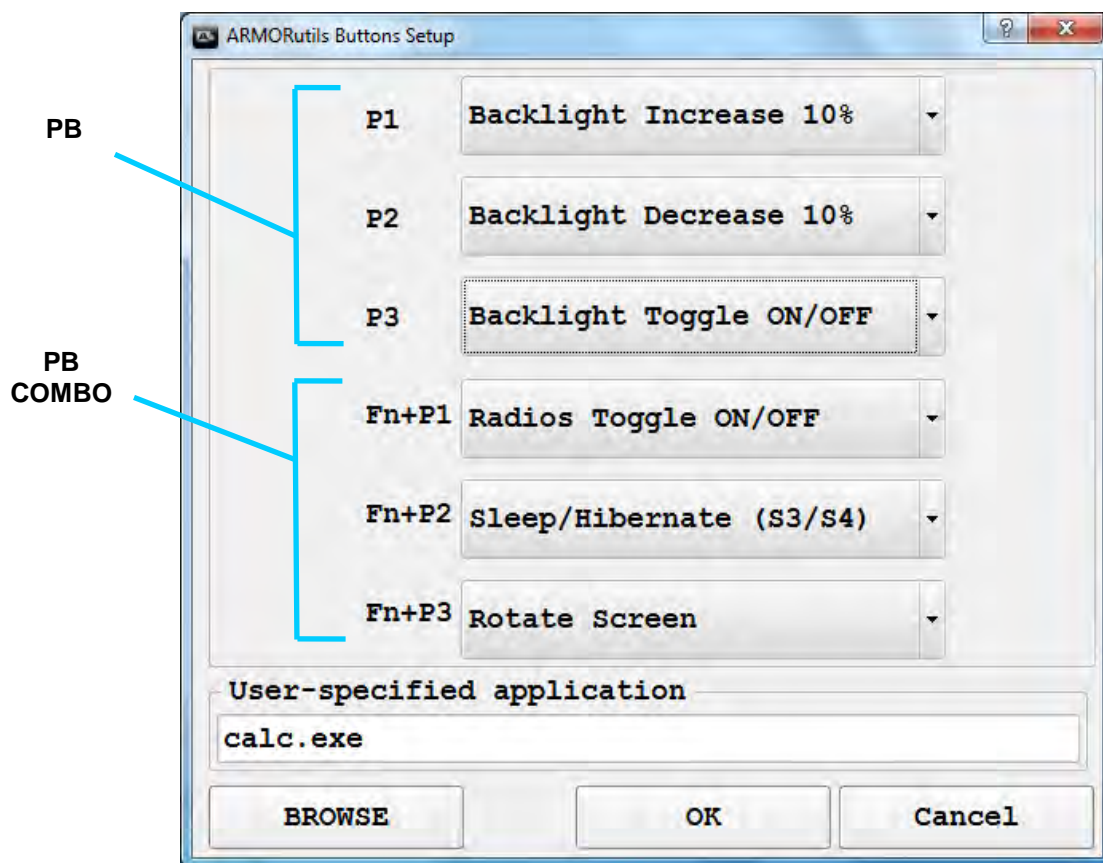 ARMORutils Buttons Setup
PB
P1 Backlight Increase 10%
P2 Backlight Decrease 10%
P3 Backlight Toggle ON/OFF
PB
COMBO
Fn+P1 Radios Toggle ON/OFF
Fn+P2 Sleep/Hibernate (S3/S4)
Fn+P3 Rotate Screen
User-specified application
calc.exe
BROWSE OK Cancel